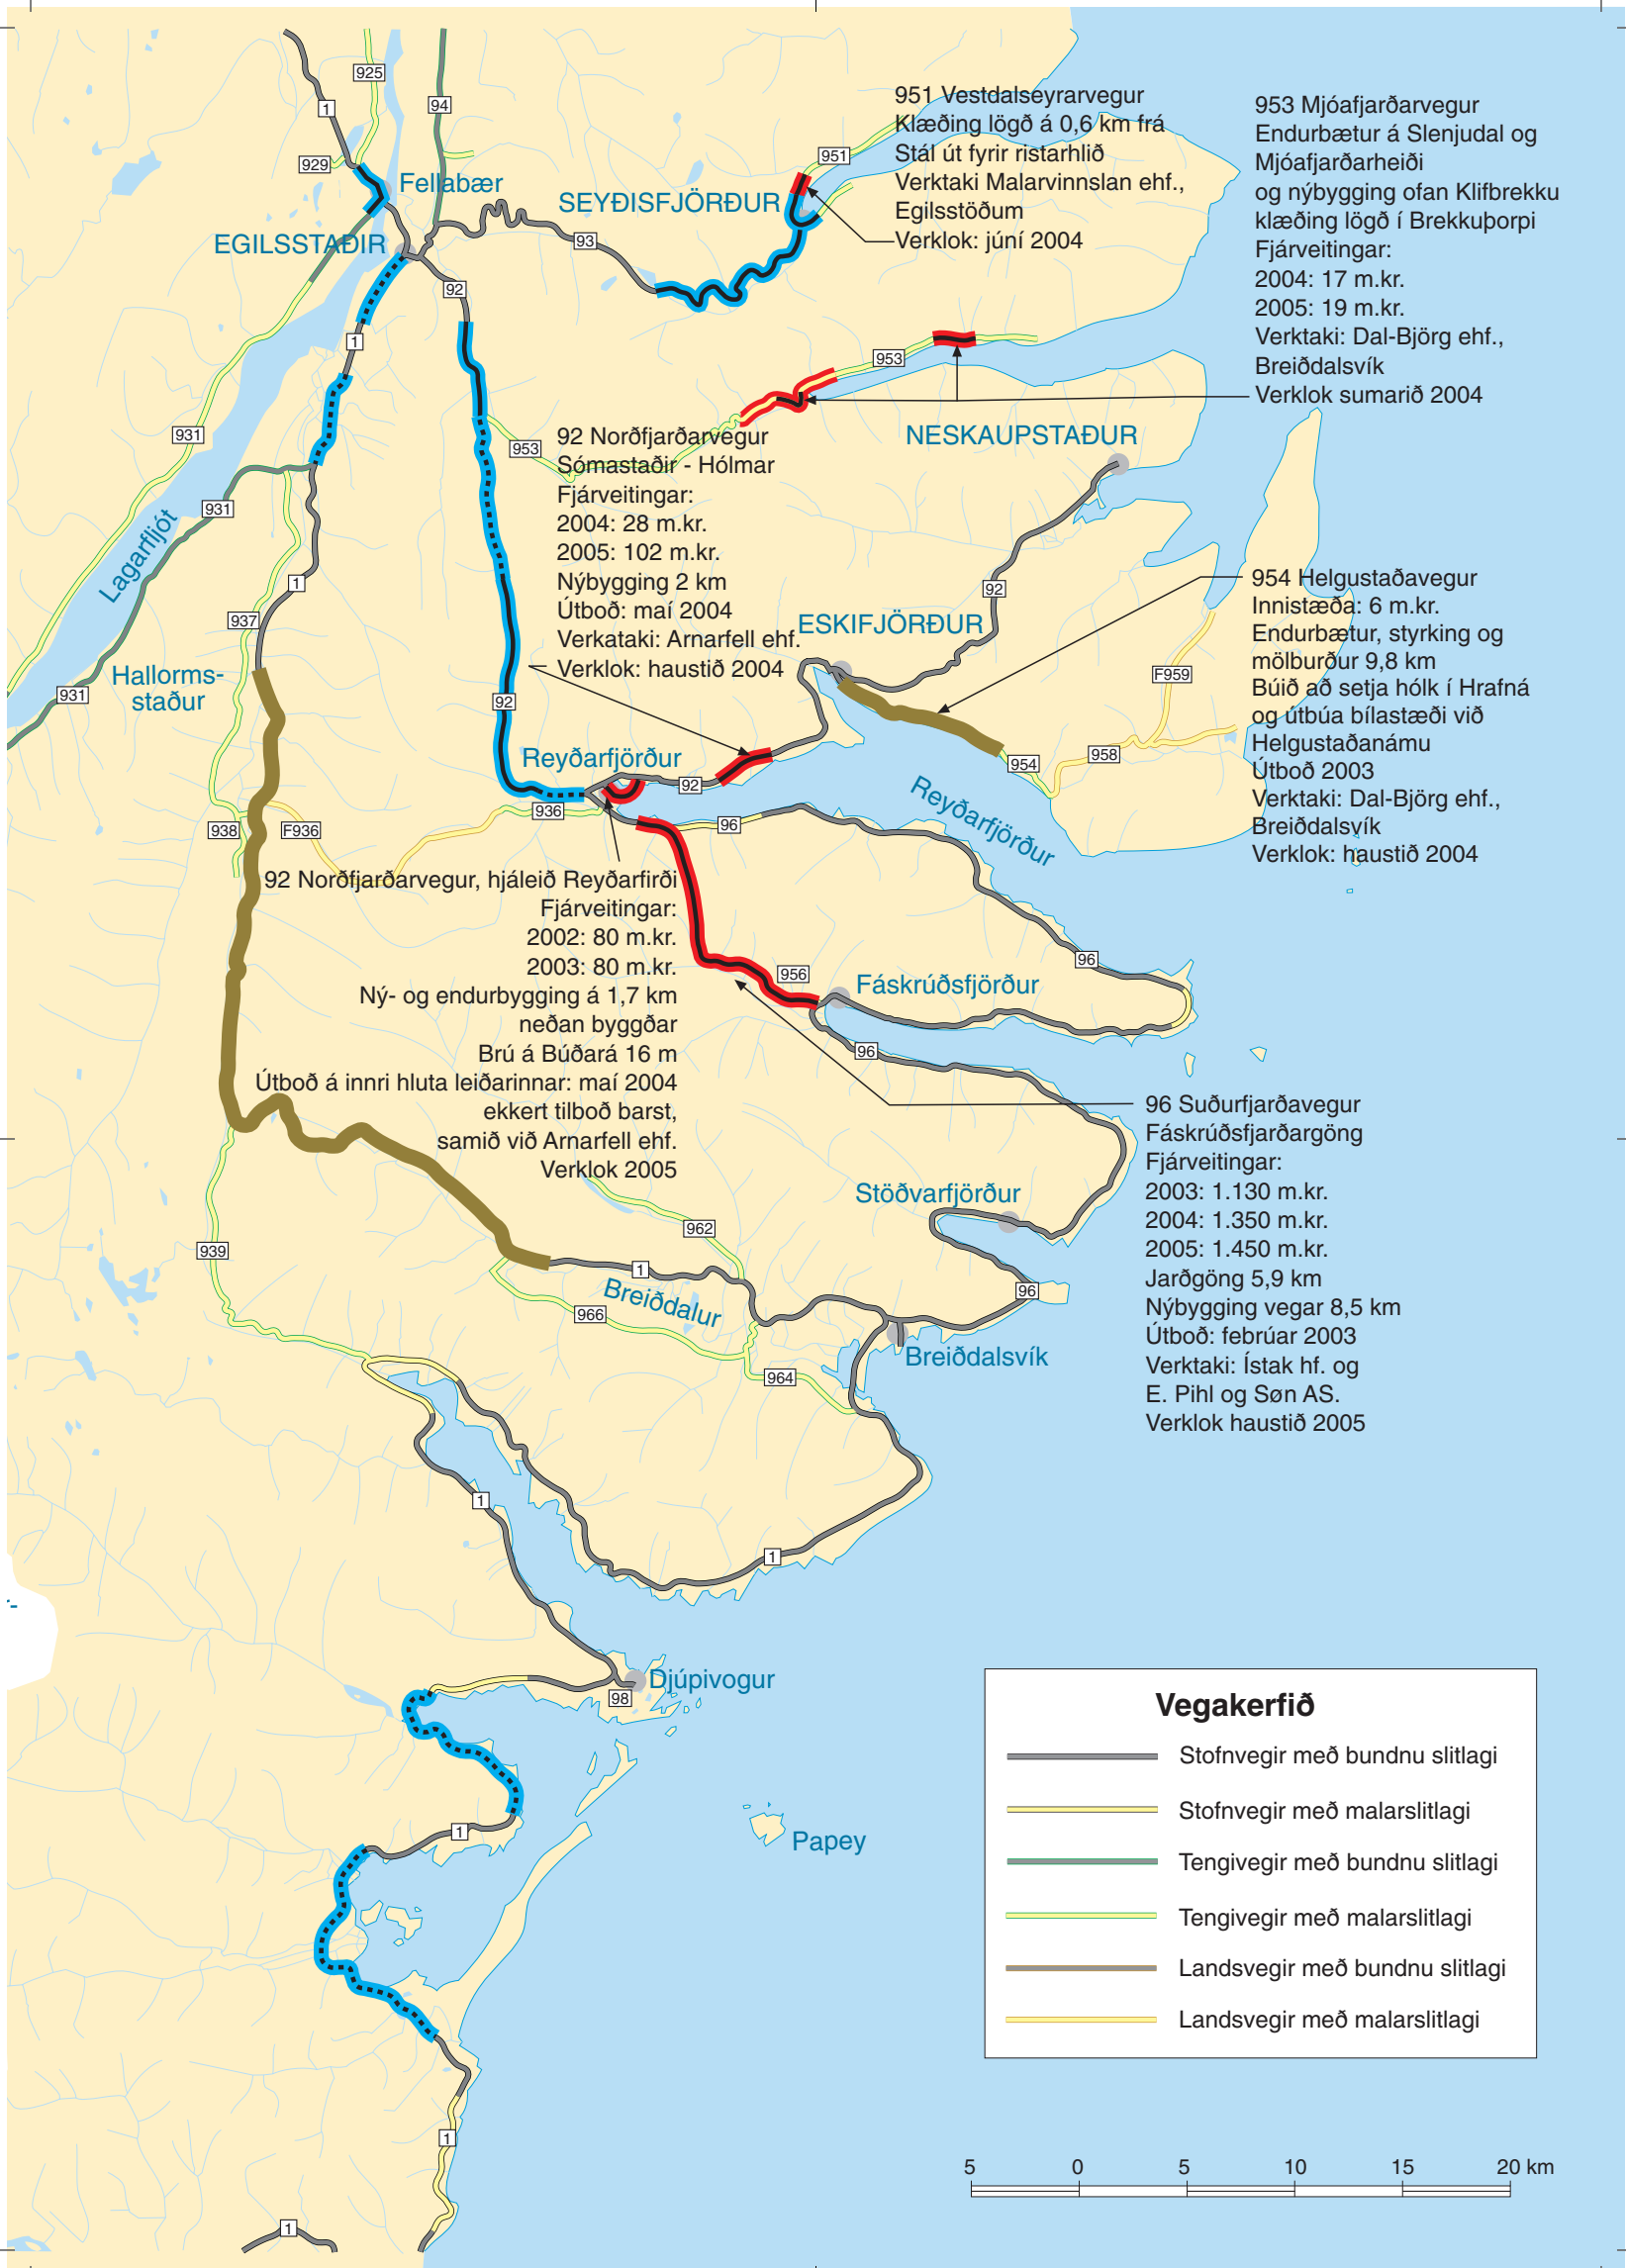 951 Vestdalseyrarvegur
Klæðing lögð á 0,6 km frá
Stál út fyrir ristarhlið
Verktaki Malarvinnslan ehf.,
Egilsstöðum
Verklok: júní 2004
953 Mjóafjarðarvegur
Endurbætur á Slenjudal og
Mjóafjarðarheiði
og nýbygging ofan Klifbrekku
klæðing lögð í Brekkuþorpi
Fjárveitingar:
2004: 17 m.kr.
2005: 19 m.kr.
Verktaki: Dal-Björg ehf.,
Breiðdalsvík
Verklok sumarið 2004
925
1
94
929
951
Fellabær
SEYÐISFJÖRÐUR
EGILSSTAÐIR
93
92
1
953
931
953
NESKAUPSTAÐUR
92 Norðfjarðarvegur
Sómastaðir - Hólmar
Fjárveitingar:
2004: 28 m.kr.
2005: 102 m.kr.
Nýbygging 2 km
Útboð: maí 2004
Verkataki: Arnarfell ehf.
Verklok: haustið 2004
931
Lagarfljót
1
937
92
ESKIFJÖRÐUR
954 Helgustaðavegur
Innistæða: 6 m.kr.
Endurbætur, styrking og
mölburður 9,8 km
Búið að setja hólk í Hrafná
og útbúa bílastæði við
Helgustaðanámu
Útboð 2003
Verktaki: Dal-Björg ehf.,
Breiðdalsvík
Verklok: haustið 2004
Hallorms-
staður
931
F959
92
Reyðarfjörður
92
954
958
936
96
938
F936
Reyðarfjörður
92 Norðfjarðarvegur, hjáleið Reyðarfirði
Fjárveitingar:
2002: 80 m.kr.
2003: 80 m.kr.
Ný- og endurbygging á 1,7 km
neðan byggðar
Brú á Búðará 16 m
Útboð á innri hluta leiðarinnar: maí 2004
ekkert tilboð barst,
samið við Arnarfell ehf.
Verklok 2005
956
96
Fáskrúðsfjörður
96
96 Suðurfjarðavegur
Fáskrúðsfjarðargöng
Fjárveitingar:
2003: 1.130 m.kr.
2004: 1.350 m.kr.
2005: 1.450 m.kr.
Jarðgöng 5,9 km
Nýbygging vegar 8,5 km
Útboð: febrúar 2003
Verktaki: Ístak hf. og
E. Pihl og Søn AS.
Verklok haustið 2005
Stöðvarfjörður
962
939
1
Breiðdalur
966
96
Breiðdalsvík
964
1
1
Djúpivogur
98
1
Papey
Vegakerfið
Stofnvegir með bundnu slitlagi
Stofnvegir með malarslitlagi
Tengivegir með bundnu slitlagi
Tengivegir með malarslitlagi
Landsvegir með bundnu slitlagi
Landsvegir með malarslitlagi
1
1
5 0 5 10 15 20 km